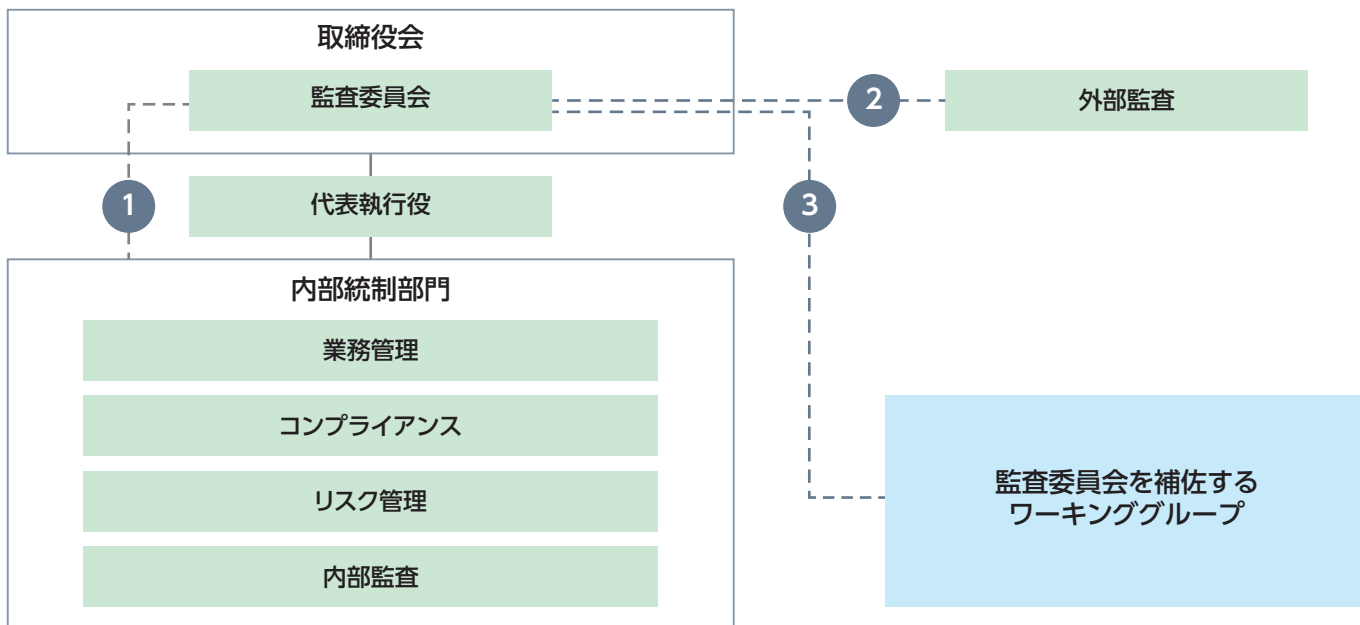 取締役会
監査委員会
2
外部監査
1
代表執行役
3
内部統制部門
業務管理
コンプライアンス
リスク管理
内部監査
監査委員会を補佐する
ワーキンググループ